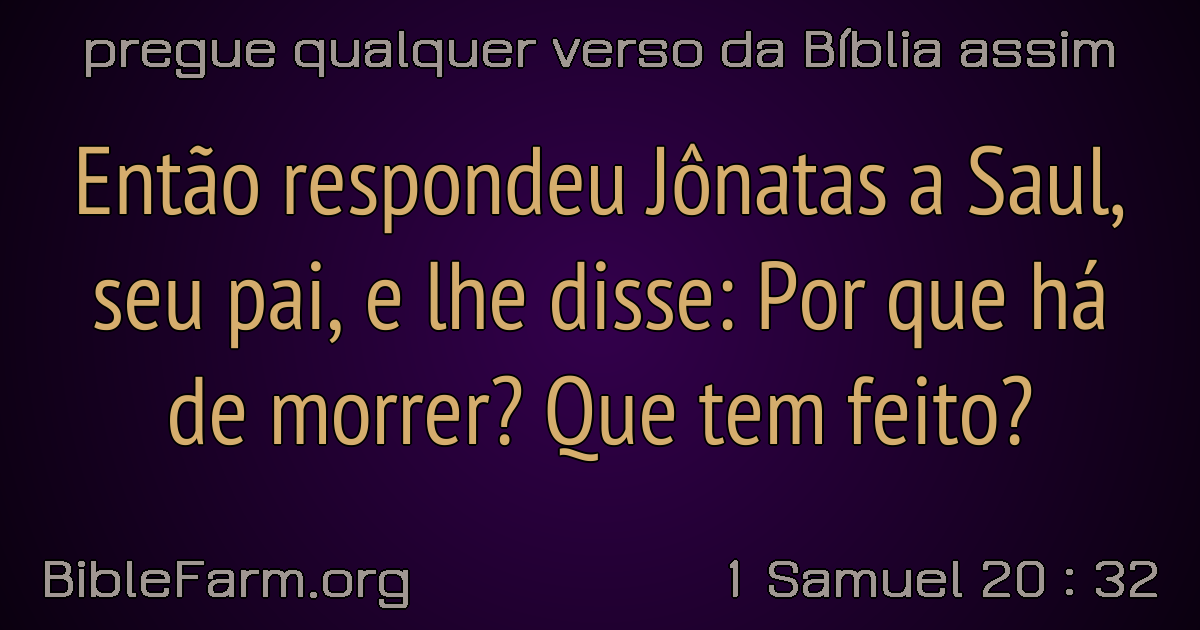 pregue qualquer verso da Bíblia assim
Então respondeu Jônatas a Saul,
seu pai, e lhe disse: Por que há
de morrer? Que tem feito?
BibleFarm.org
1 Samuel 20 : 32